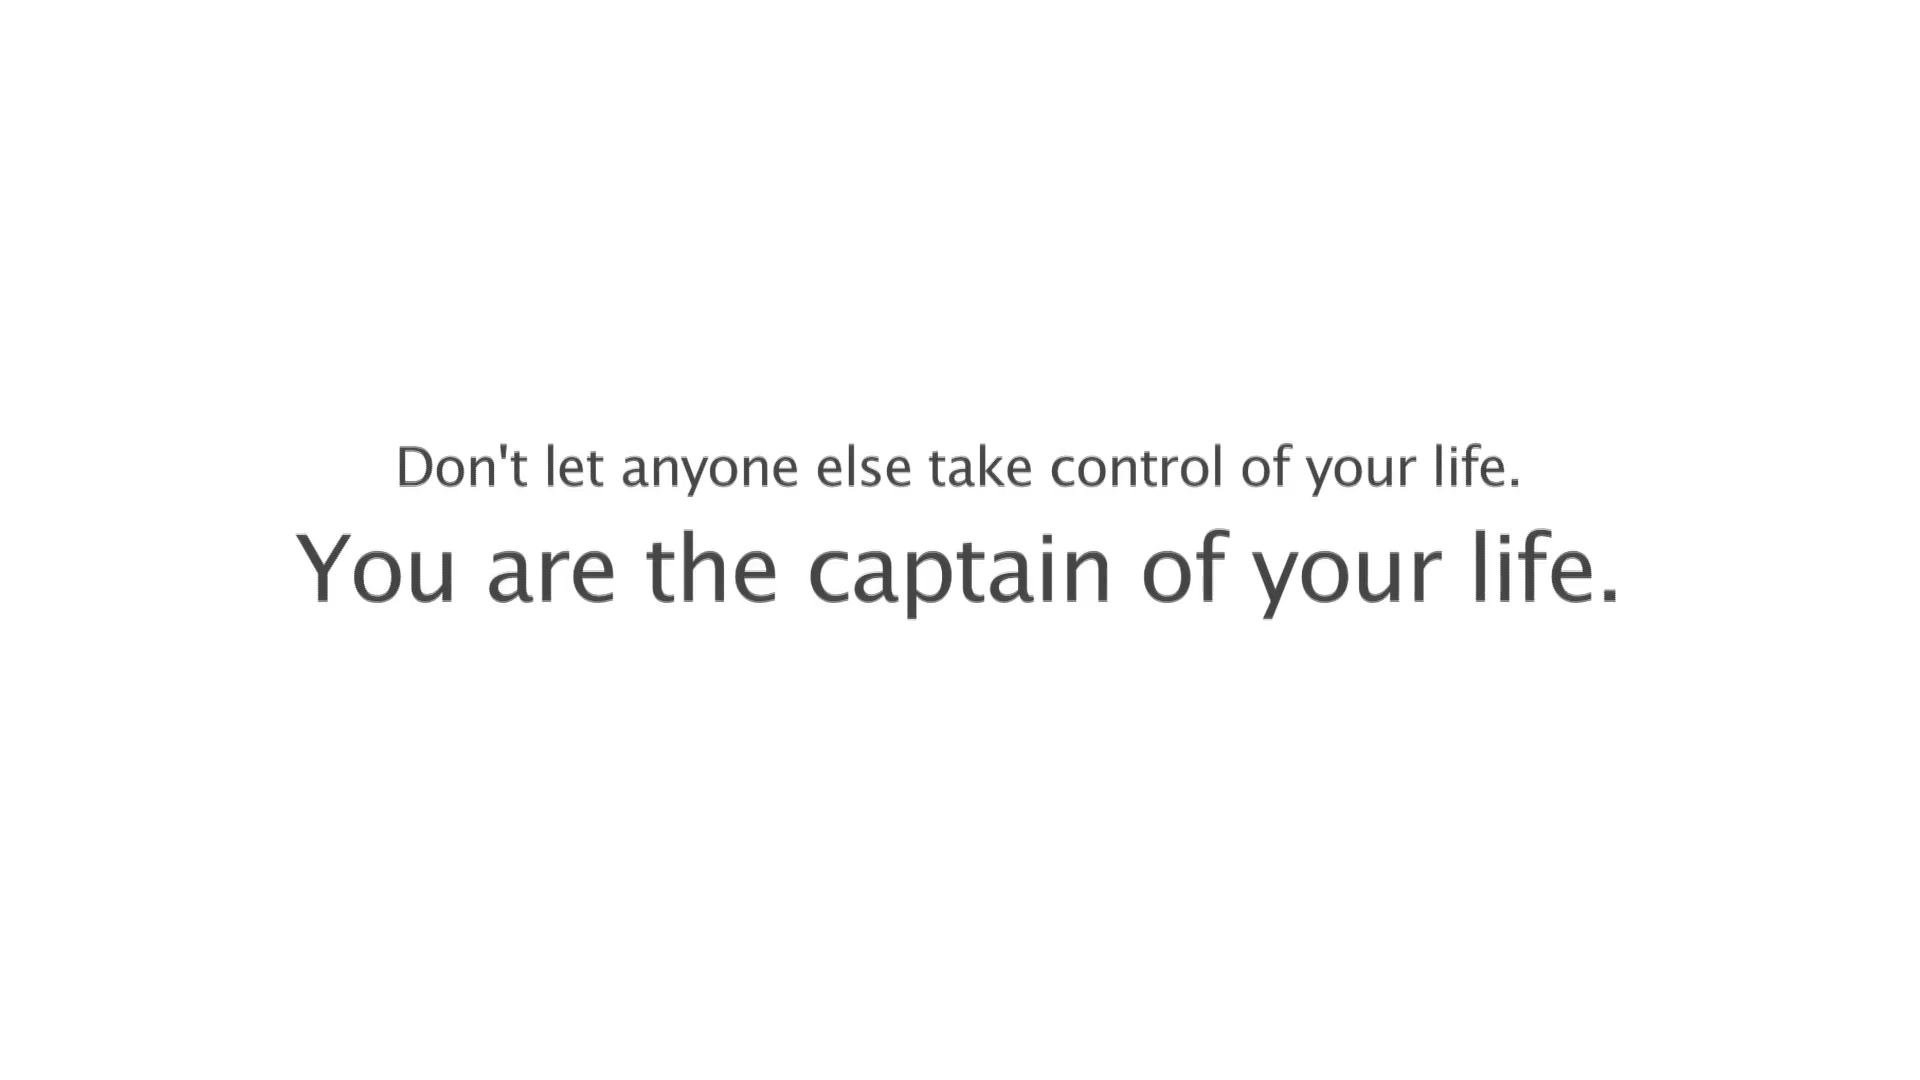 Don't let anyone else take control of your life.
You are the captain of your life.